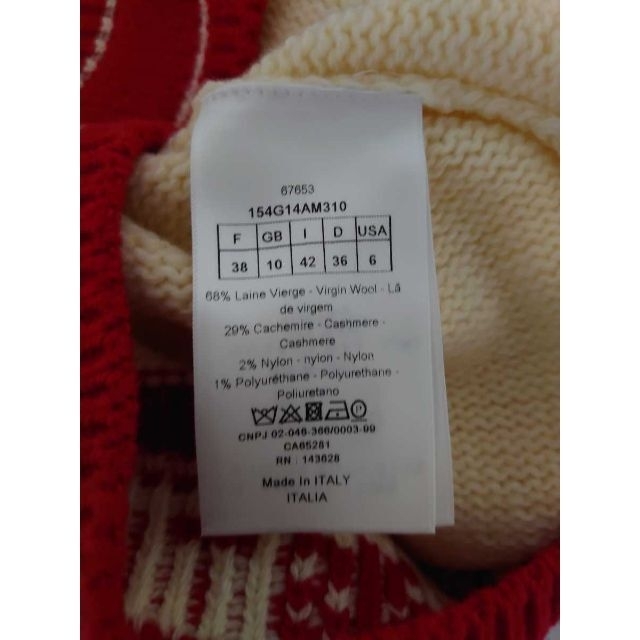 67653
154G14AM310
F GB I D USA
38 10 42 36 6
68% Laine Vierge - Virgin Wool - Lã
de virgem
29% Cachemire - Cashmere -
Cashmere
2% Nylon - nylon - Nylon
1% Polyuréthane - Polyurethane -
Poliuretano
CNPJ 02-046-366/0003-99
CA65281
RN : 143628
Made In ITALY
ITALIA